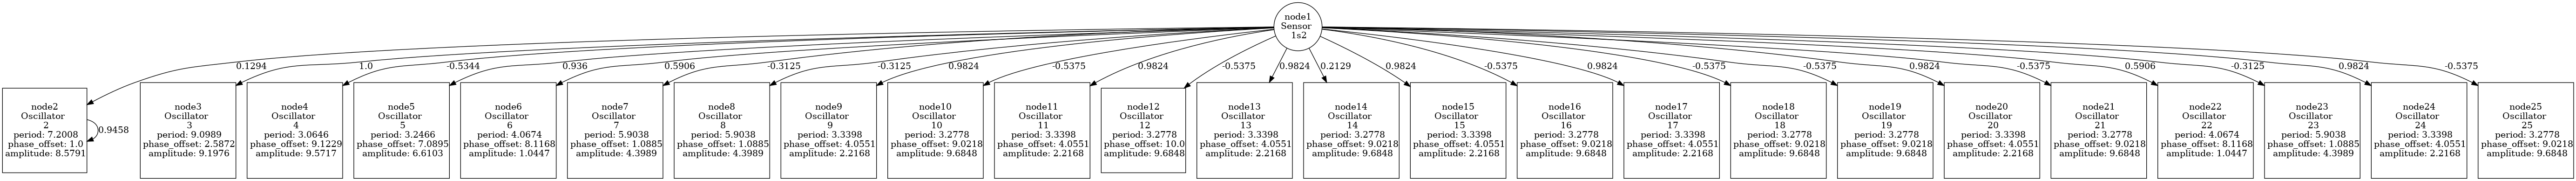 node1
Sensor
1s2
0.1294
1.0
-0.5344
0.936
0.5906
-0.3125
-0.3125
0.9824
-0.5375
0.9824
-0.5375
0.9824
0.2129
0.9824
-0.5375
0.9824
-0.5375
-0.5375
0.9824
-0.5375
0.5906
-0.3125
0.9824
-0.5375
node2
Oscillator
2
period: 7.2008
phase_offset: 1.0
amplitude: 8.5791
0.9458
node3
Oscillator
3
period: 9.0989
phase_offset: 2.5872
amplitude: 9.1976
node4
Oscillator
4
period: 3.0646
phase_offset: 9.1229
amplitude: 9.5717
node5
Oscillator
5
period: 3.2466
phase_offset: 7.0895
amplitude: 6.6103
node6
Oscillator
6
period: 4.0674
phase_offset: 8.1168
amplitude: 1.0447
node7
Oscillator
7
period: 5.9038
phase_offset: 1.0885
amplitude: 4.3989
node8
Oscillator
8
period: 5.9038
phase_offset: 1.0885
amplitude: 4.3989
node9
Oscillator
9
period: 3.3398
phase_offset: 4.0551
amplitude: 2.2168
node10
Oscillator
10
period: 3.2778
phase_offset: 9.0218
amplitude: 9.6848
node11
Oscillator
11
period: 3.3398
phase_offset: 4.0551
amplitude: 2.2168
node12
Oscillator
12
period: 3.2778
phase_offset: 10.0
amplitude: 9.6848
node13
Oscillator
13
period: 3.3398
phase_offset: 4.0551
amplitude: 2.2168
node14
Oscillator
14
period: 3.2778
phase_offset: 9.0218
amplitude: 9.6848
node15
Oscillator
15
period: 3.3398
phase_offset: 4.0551
amplitude: 2.2168
node16
Oscillator
16
period: 3.2778
phase_offset: 9.0218
amplitude: 9.6848
node17
Oscillator
17
period: 3.3398
phase_offset: 4.0551
amplitude: 2.2168
node18
Oscillator
18
period: 3.2778
phase_offset: 9.0218
amplitude: 9.6848
node19
Oscillator
19
period: 3.2778
phase_offset: 9.0218
amplitude: 9.6848
node20
Oscillator
20
period: 3.3398
phase_offset: 4.0551
amplitude: 2.2168
node21
Oscillator
21
period: 3.2778
phase_offset: 9.0218
amplitude: 9.6848
node22
Oscillator
22
period: 4.0674
phase_offset: 8.1168
amplitude: 1.0447
node23
Oscillator
23
period: 5.9038
phase_offset: 1.0885
amplitude: 4.3989
node24
Oscillator
24
period: 3.3398
phase_offset: 4.0551
amplitude: 2.2168
node25
Oscillator
25
period: 3.2778
phase_offset: 9.0218
amplitude: 9.6848